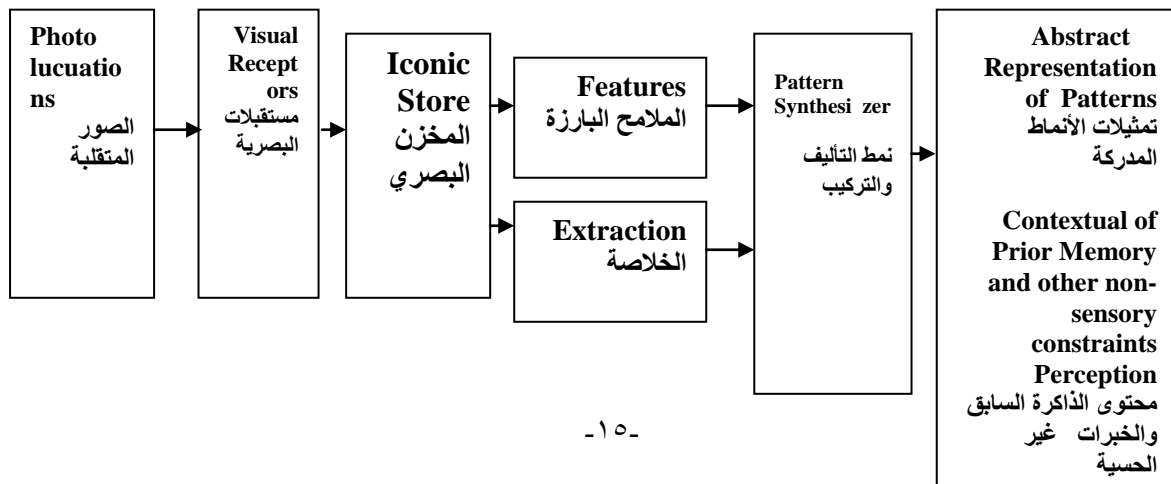 Photo
lucuatio
ns
الصور
المتقلبة
Visual
Recept
ors
مستقبلات
البصرية
Iconic
Store
المخزن
البصري
Features
الملامح البارزة
Extraction
الخلاصة
Pattern
Synthesi zer
نمط التأليف
والتركيب
Abstract
Representation
of Patterns
تمثيلات الأنماط
المدركة
Contextual of
Prior Memory
and other non-
sensory
constraints
Perception
محتوى الذاكرة السابق
والخبرات غير
الحسية
-١٥-